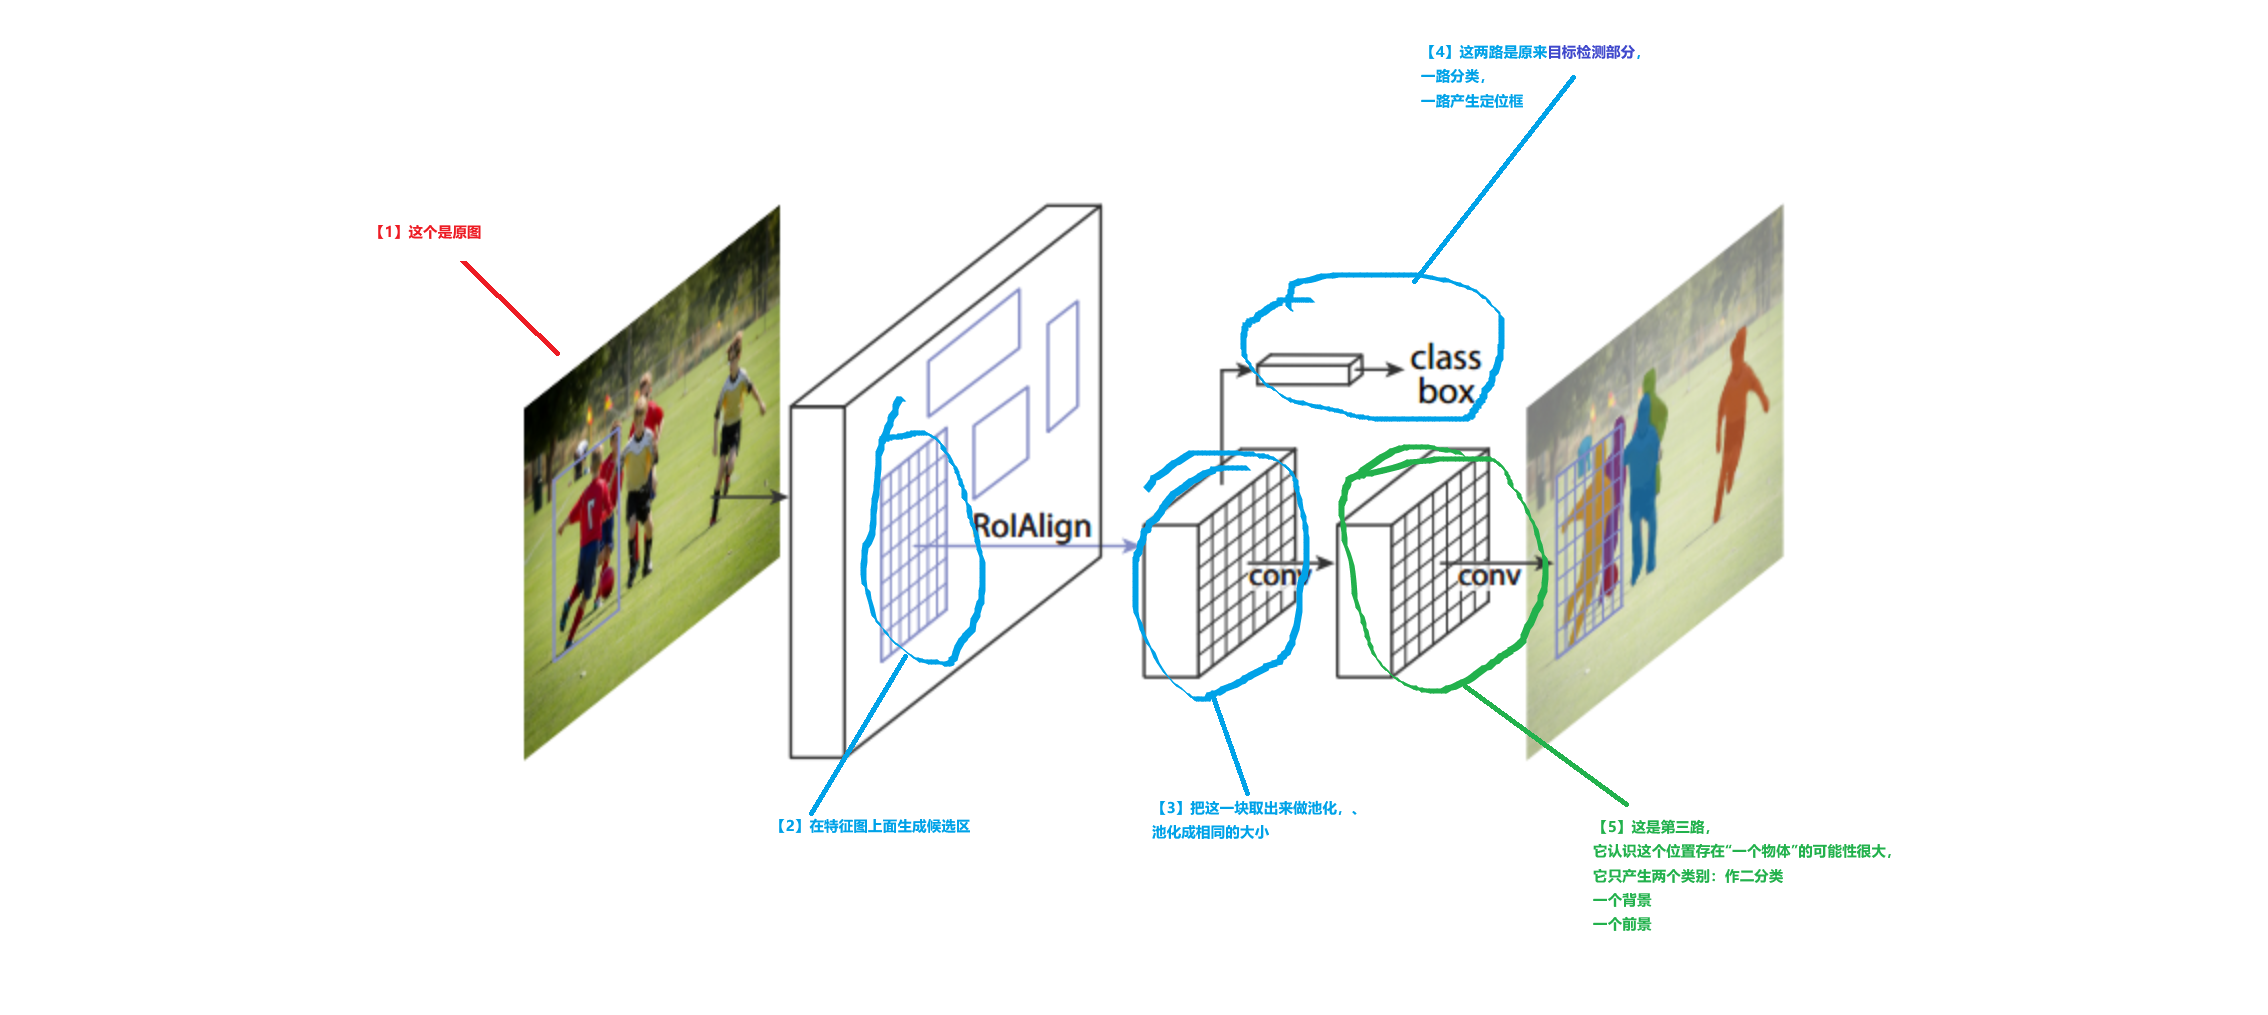 【4】这两路是原来目标检测部分，
一路分类，
一路产生定位框
【1】这个是原图
class
box
RoIAlign
conv
conv
【2】在特征图上面生成候选区
【3】把这一块取出来做池化，、
池化成相同的大小
【5】这是第三路，
它认识这个位置存在“一个物体”的可能性很大，
它只产生两个类别：作二分类
一个背景
一个前景